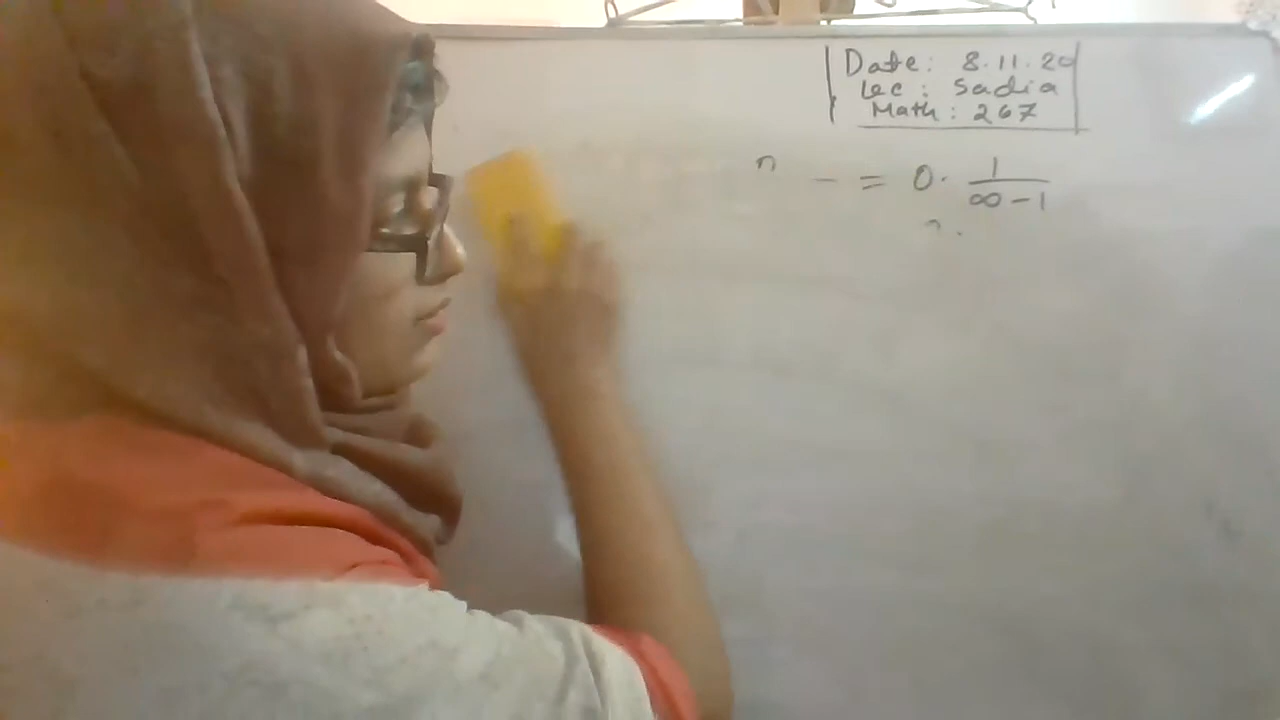 Date: 8.11.20
Lec: Sadia
Math: 267
- = 0. 1/(∞-1)